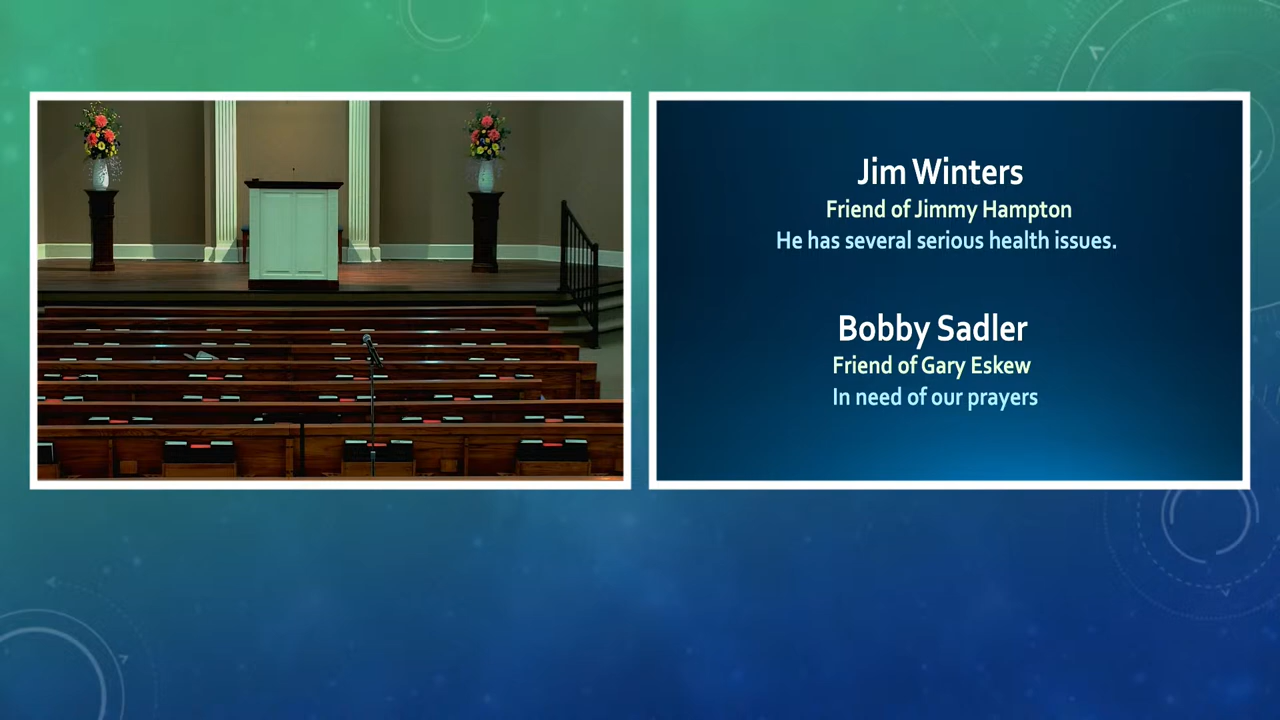 Jim Winters
Friend of Jimmy Hampton
He has several serious health issues.
Bobby Sadler
Friend of Gary Eskew
In need of our prayers